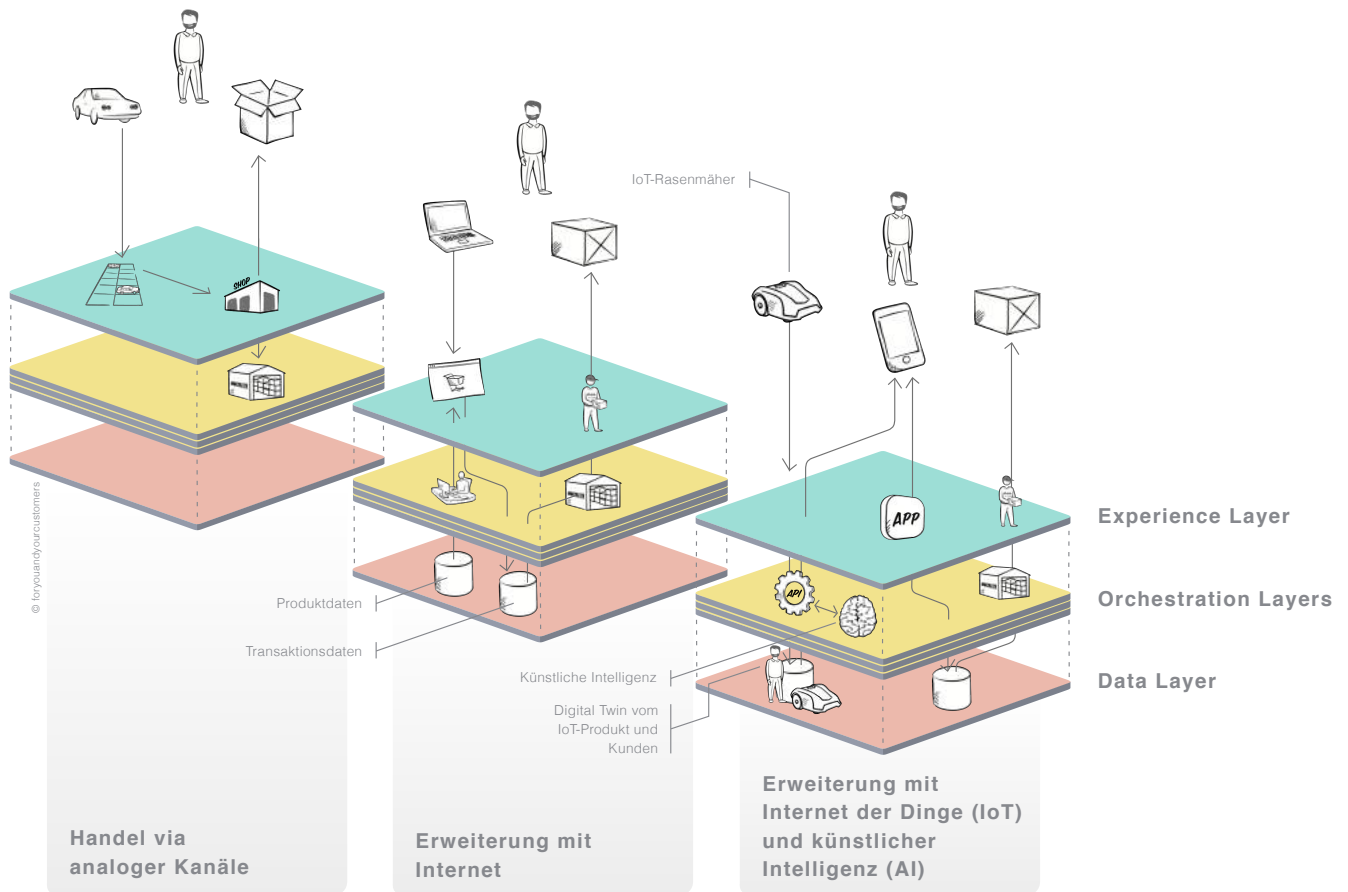 IoT-Rasenmäher
SHOP
APP
API
Experience Layer
Orchestration Layers
Data Layer
© foryouandyourcustomers
Produktdaten
Transaktionsdaten
Künstliche Intelligenz
Digital Twin vom
IoT-Produkt und
Kunden
Handel via
analoger Kanäle
Erweiterung mit
Internet
Erweiterung mit
Internet der Dinge (IoT)
und künstlicher
Intelligenz (AI)